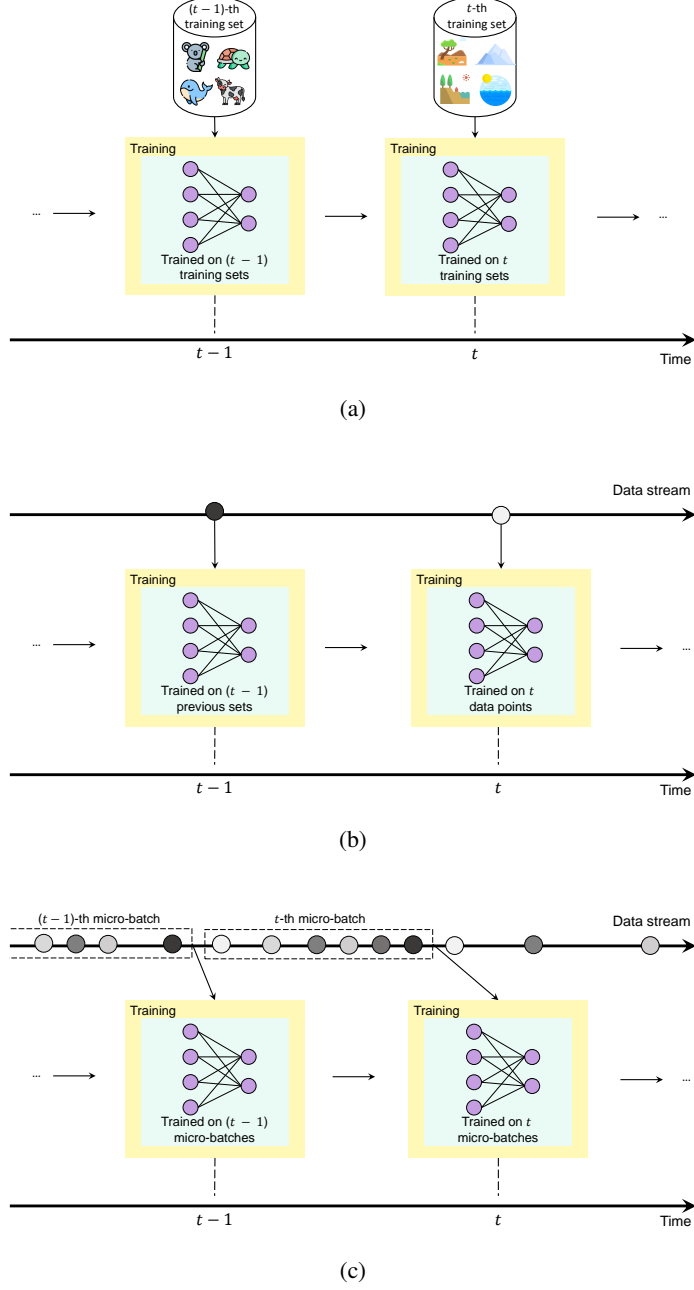 (t − 1)-th
training set
t-th
training set
Training
Training
...
...
Trained on (t − 1)
training sets
Trained on t
training sets
t − 1
t
Time
(a)
Data stream
Training
Training
...
...
Trained on (t − 1)
previous sets
Trained on t
data points
t − 1
t
Time
(b)
(t − 1)-th micro-batch
t-th micro-batch
Data stream
Training
Training
...
...
Trained on (t − 1)
micro-batches
Trained on t
micro-batches
t − 1
t
Time
(c)